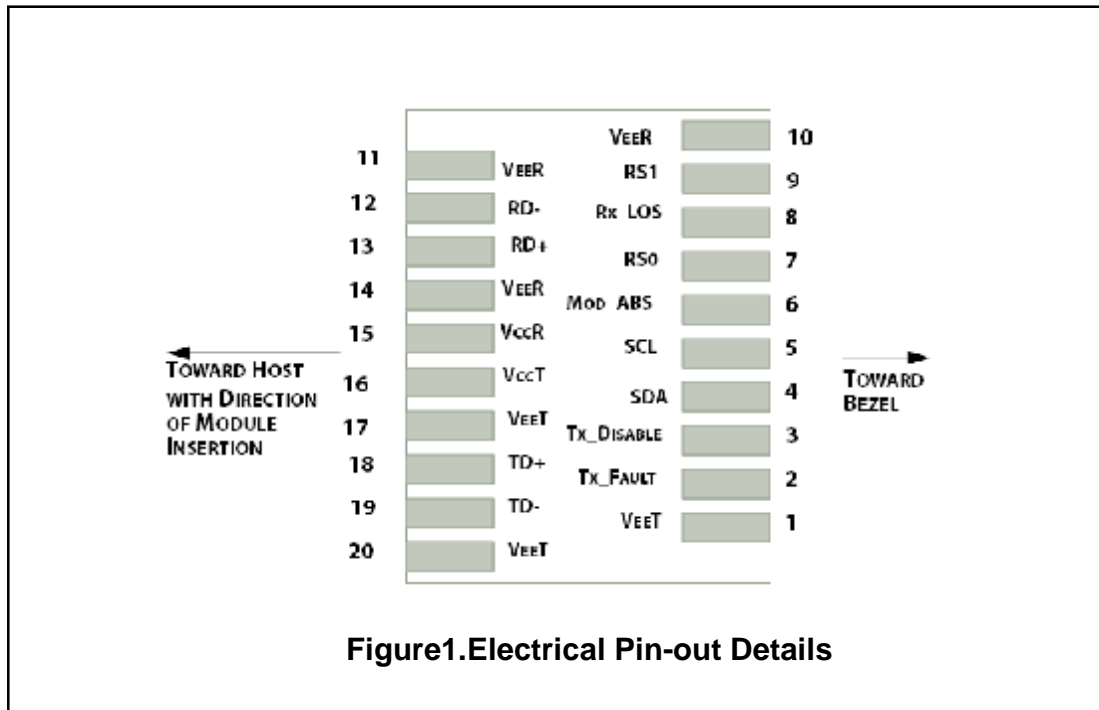 VEER 10
11 VEER
RS1 9
12 RD-
Rx LOS 8
13 RD+
RS0 7
14 VEER
MOD ABS 6
15 VCCR
SCL 5
16 VCCT
SDA 4
17 VEET
TX_DISABLE 3
18 TD+
TX_FAULT 2
19 TD-
VEET 1
20 VEET
TOWARD HOST
WITH DIRECTION
OF MODULE
INSERTION
TOWARD
BEZEL
Figure1.Electrical Pin-out Details